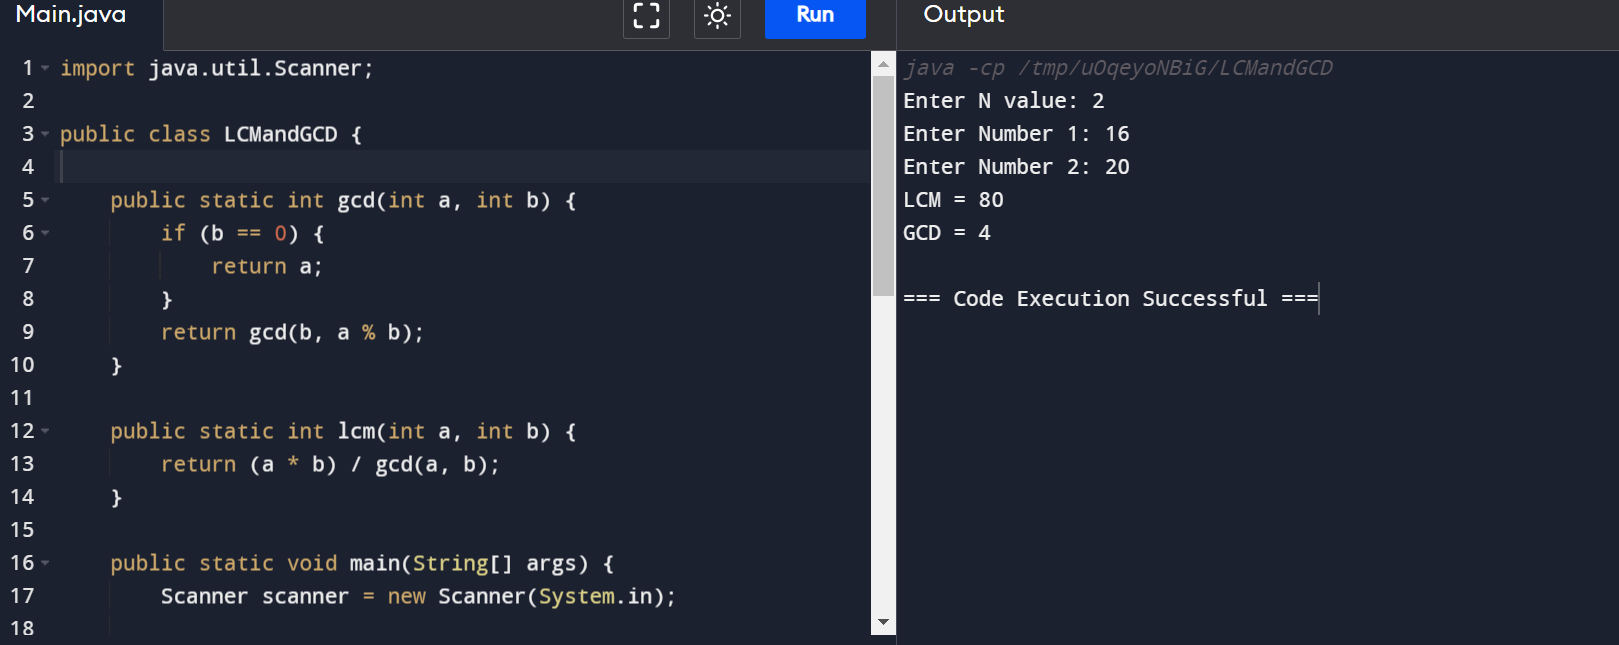 Main.java
Run
Output
1 import java.util.Scanner;
2
3 public class LCMandGCD {
4
5     public static int gcd(int a, int b) {
6         if (b == 0) {
7             return a;
8         }
9         return gcd(b, a % b);
10     }
11
12     public static int lcm(int a, int b) {
13         return (a * b) / gcd(a, b);
14     }
15
16     public static void main(String[] args) {
17         Scanner scanner = new Scanner(System.in);
18
java -cp /tmp/uOqeyoNBiG/LCMandGCD
Enter N value: 2
Enter Number 1: 16
Enter Number 2: 20
LCM = 80
GCD = 4
=== Code Execution Successful ===